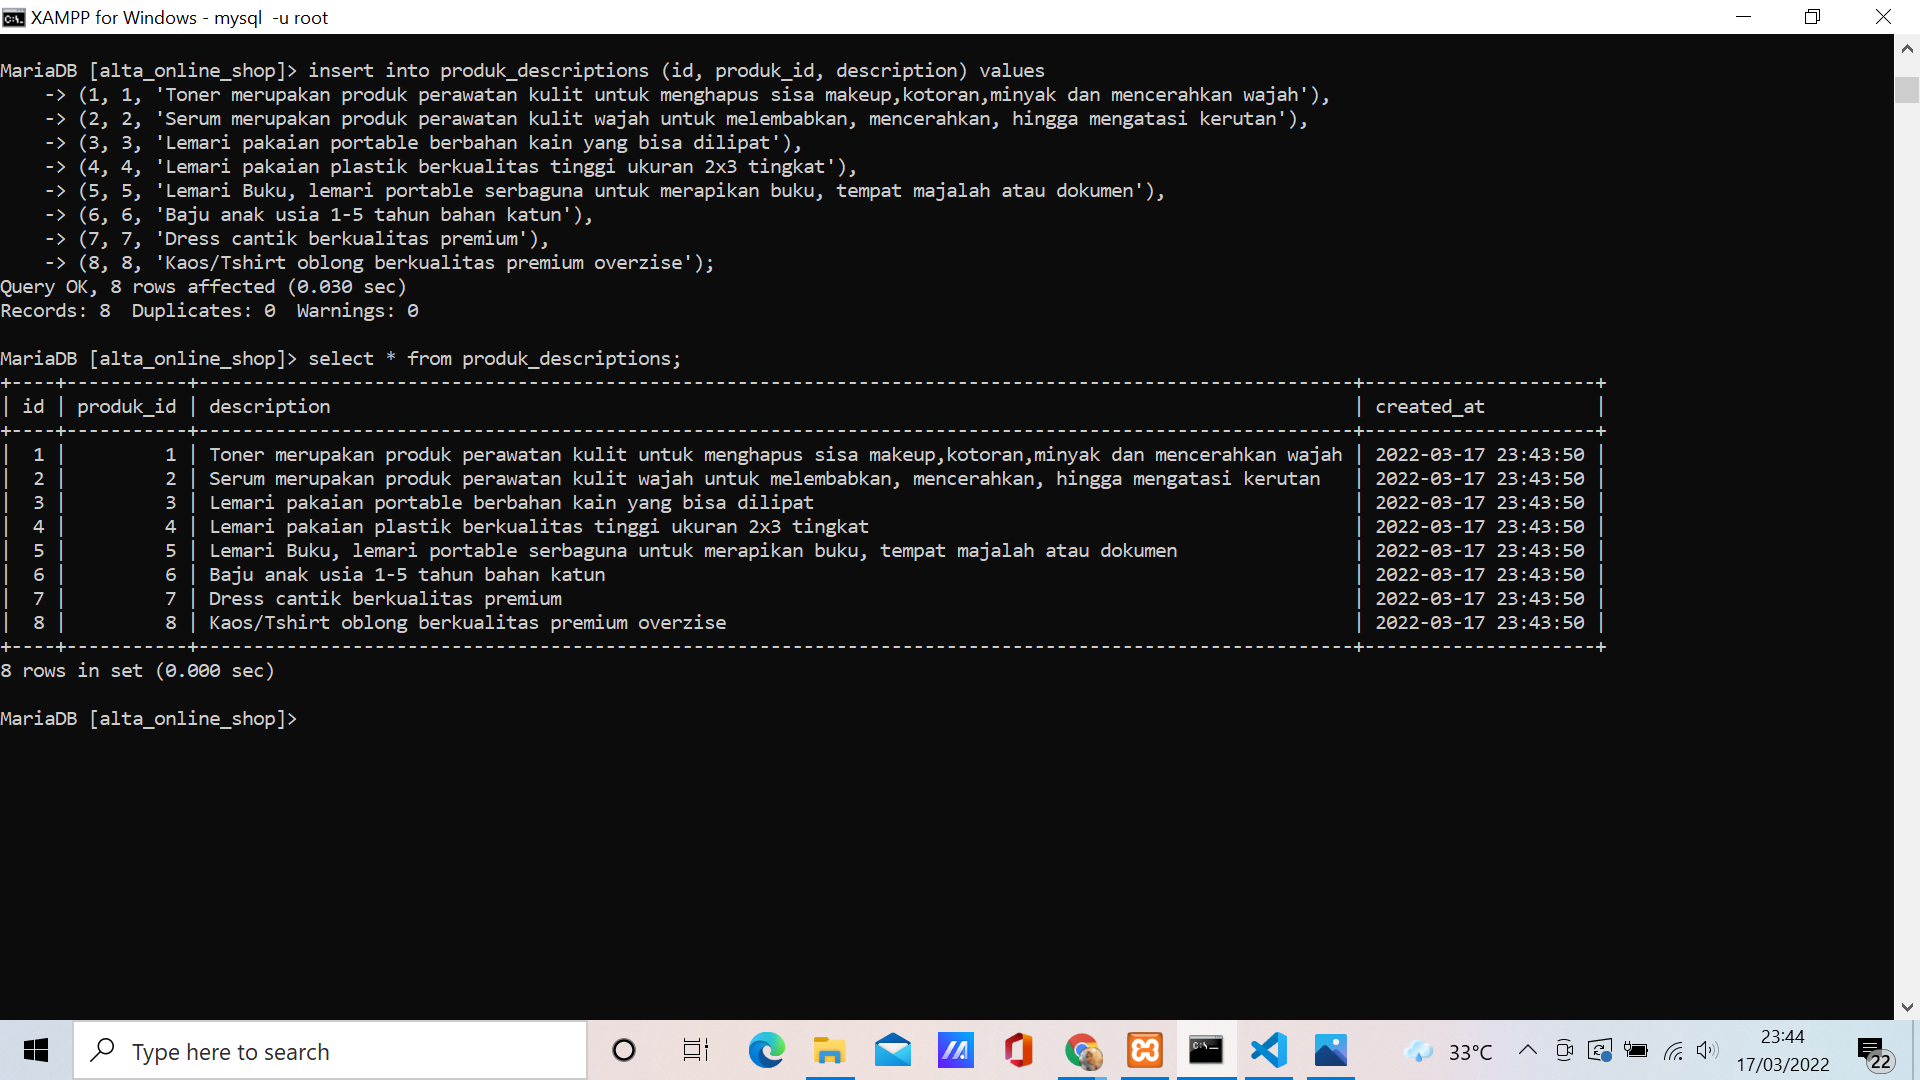 XAMPP for Windows - mysql  -u root
MariaDB [alta_online_shop]> insert into produk_descriptions (id, produk_id, description) values
    -> (1, 1, 'Toner merupakan produk perawatan kulit untuk menghapus sisa makeup,kotoran,minyak dan mencerahkan wajah'),
    -> (2, 2, 'Serum merupakan produk perawatan kulit wajah untuk melembabkan, mencerahkan, hingga mengatasi kerutan'),
    -> (3, 3, 'Lemari pakaian portable berbahan kain yang bisa dilipat'),
    -> (4, 4, 'Lemari pakaian plastik berkualitas tinggi ukuran 2x3 tingkat'),
    -> (5, 5, 'Lemari Buku, lemari portable serbaguna untuk merapikan buku, tempat majalah atau dokumen'),
    -> (6, 6, 'Baju anak usia 1-5 tahun bahan katun'),
    -> (7, 7, 'Dress cantik berkualitas premium'),
    -> (8, 8, 'Kaos/Tshirt oblong berkualitas premium overzise');
Query OK, 8 rows affected (0.030 sec)
Records: 8  Duplicates: 0  Warnings: 0
MariaDB [alta_online_shop]> select * from produk_descriptions;
| id | produk_id | description | created_at |
| 1 | 1 | Toner merupakan produk perawatan kulit untuk menghapus sisa makeup,kotoran,minyak dan mencerahkan wajah | 2022-03-17 23:43:50 |
| 2 | 2 | Serum merupakan produk perawatan kulit wajah untuk melembabkan, mencerahkan, hingga mengatasi kerutan | 2022-03-17 23:43:50 |
| 3 | 3 | Lemari pakaian portable berbahan kain yang bisa dilipat | 2022-03-17 23:43:50 |
| 4 | 4 | Lemari pakaian plastik berkualitas tinggi ukuran 2x3 tingkat | 2022-03-17 23:43:50 |
| 5 | 5 | Lemari Buku, lemari portable serbaguna untuk merapikan buku, tempat majalah atau dokumen | 2022-03-17 23:43:50 |
| 6 | 6 | Baju anak usia 1-5 tahun bahan katun | 2022-03-17 23:43:50 |
| 7 | 7 | Dress cantik berkualitas premium | 2022-03-17 23:43:50 |
| 8 | 8 | Kaos/Tshirt oblong berkualitas premium overzise | 2022-03-17 23:43:50 |
8 rows in set (0.000 sec)
MariaDB [alta_online_shop]>
Type here to search
33°C
23:44
17/03/2022
22